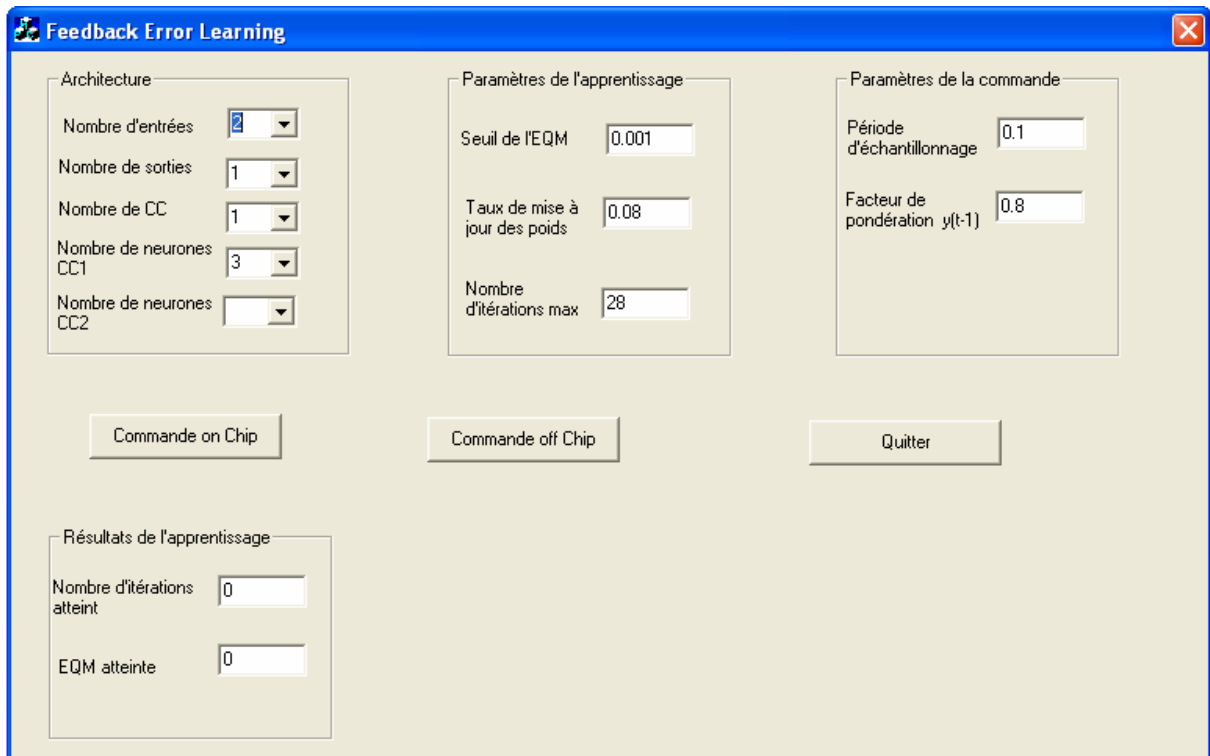 Feedback Error Learning
Architecture
Nombre d'entrées
2
Nombre de sorties
1
Nombre de CC
1
Nombre de neurones
CC1
3
Nombre de neurones
CC2
Paramètres de l'apprentissage
Seuil de l'EQM
0.001
Taux de mise à
jour des poids
0.08
Nombre
d'itérations max
28
Paramètres de la commande
Période
d'échantillonnage
0.1
Facteur de
pondération y(t-1)
0.8
Commande on Chip
Commande off Chip
Quitter
Résultats de l'apprentissage
Nombre d'itérations
atteint
0
EQM atteinte
0